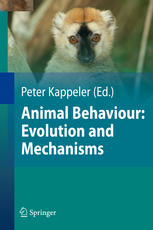 Peter Kappeler (Ed.)
Animal Behaviour:
Evolution and
Mechanisms
Springer